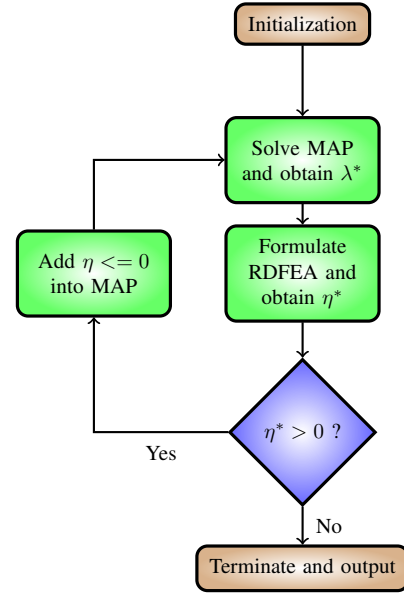 Initialization
Solve MAP
and obtain λ*
Formulate
RDFEA and
obtain η*
Add η <= 0
into MAP
η* > 0 ?
Yes
No
Terminate and output